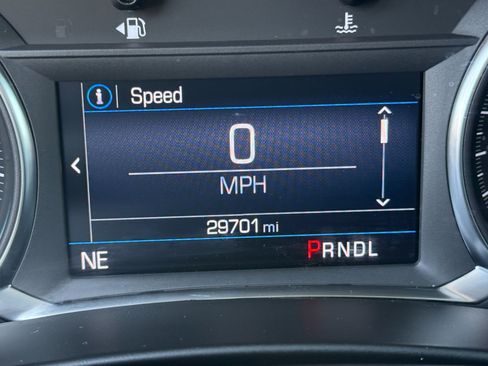 Speed
0
MPH
29701 mi
NE
PRNDL